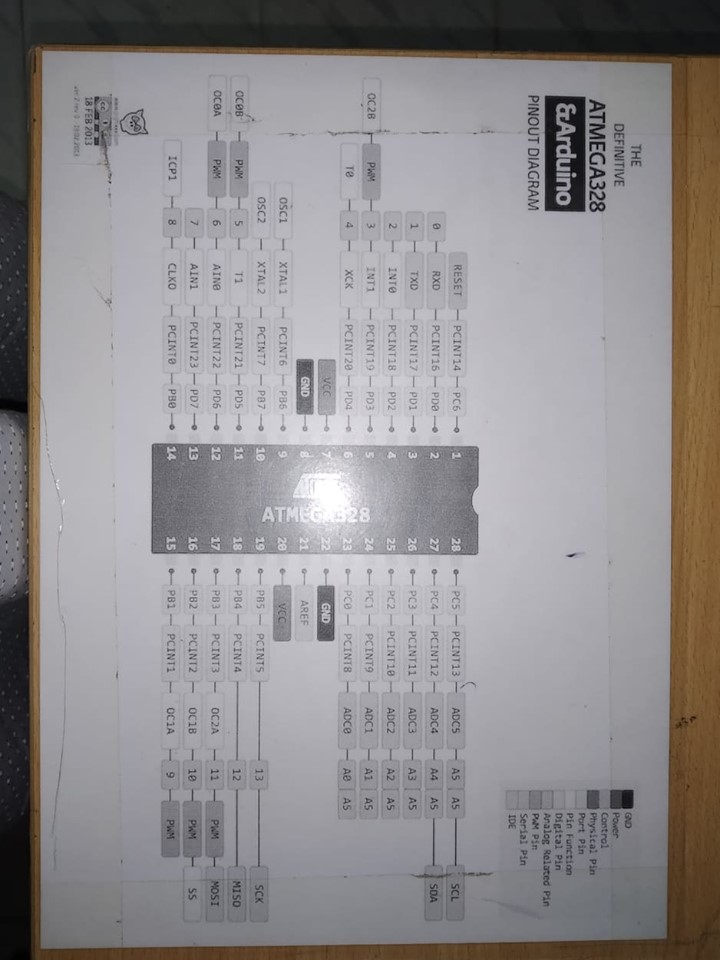 THE
DEFINITIVE
ATMEGA328
&Arduino
PINOUT DIAGRAM
GND
Power
Control
Physical Pin
Port Pin
Pin Function
Digital Pin
Analog Related Pin
PWM Pin
Serial Pin
IDE
RESET PCINT14 PC6 1 28 PC5 PCINT13 ADC5 A5 A5 SCL
0 RXD PCINT16 PD0 2 27 PC4 PCINT12 ADC4 A4 A5 SDA
1 TXD PCINT17 PD1 3 26 PC3 PCINT11 ADC3 A3 A5
2 INT0 PCINT18 PD2 4 25 PC2 PCINT10 ADC2 A2 A5
OC2B PWM 3 INT1 PCINT19 PD3 5 24 PC1 PCINT9 ADC1 A1 A5
T0 4 XCK PCINT20 PD4 6 23 PC0 PCINT8 ADC0 A0 A5
VCC 7 22 GND
GND 8 21 AREF
OSC1 XTAL1 PCINT6 PB6 9 20 VCC
OSC2 XTAL2 PCINT7 PB7 10 19 PB5 PCINT5 13 SCK
OC0B PWM 5 T1 PCINT21 PD5 11 18 PB4 PCINT4 12 MISO
OC0A PWM 6 AIN0 PCINT22 PD6 12 17 PB3 PCINT3 OC2A 11 PWM MOSI
7 AIN1 PCINT23 PD7 13 16 PB2 PCINT2 OC1B 10 PWM SS
ICP1 8 CLKO PCINT0 PB0 14 15 PB1 PCINT1 OC1A 9 PWM
ATMEGA328
18 FEB 2013